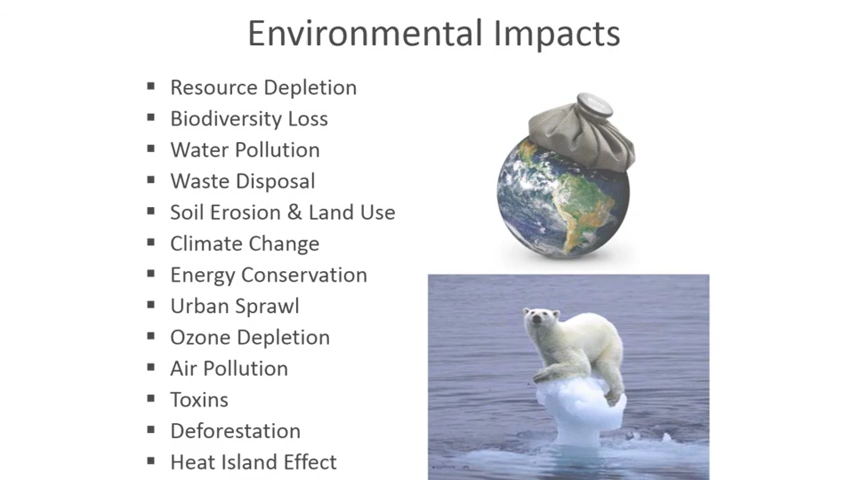 Environmental Impacts
▪ Resource Depletion
▪ Biodiversity Loss
▪ Water Pollution
▪ Waste Disposal
▪ Soil Erosion & Land Use
▪ Climate Change
▪ Energy Conservation
▪ Urban Sprawl
▪ Ozone Depletion
▪ Air Pollution
▪ Toxins
▪ Deforestation
▪ Heat Island Effect